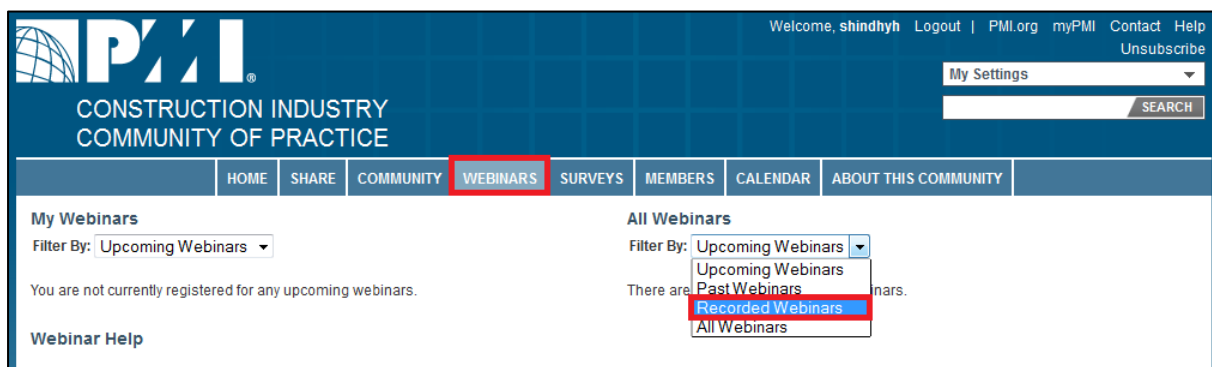 Welcome, shindhyh Logout | PMI.org myPMI Contact Help
Unsubscribe
PMI®
My Settings
SEARCH
CONSTRUCTION INDUSTRY
COMMUNITY OF PRACTICE
HOME SHARE COMMUNITY WEBINARS SURVEYS MEMBERS CALENDAR ABOUT THIS COMMUNITY
My Webinars
Filter By: Upcoming Webinars
You are not currently registered for any upcoming webinars.
Webinar Help
All Webinars
Filter By: Upcoming Webinars
Upcoming Webinars
There are Past Webinars inars.
Recorded Webinars
All Webinars